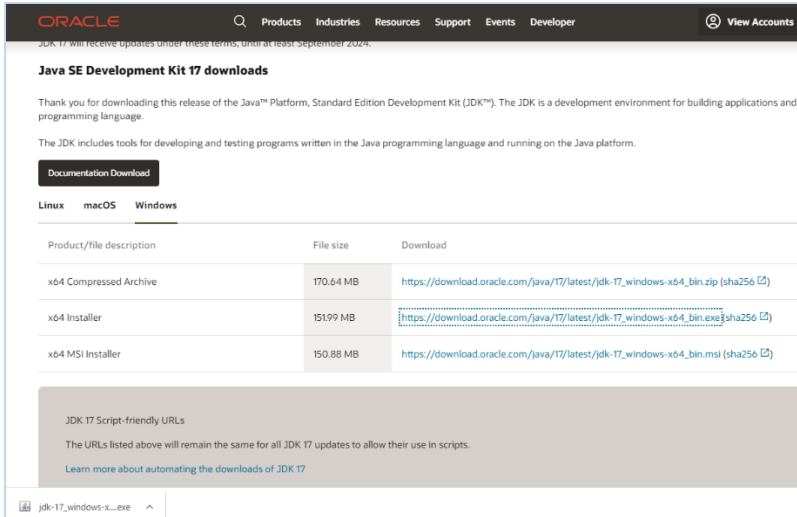 ORACLE Products Industries Resources Support Events Developer View Accounts
JDK 17 will receive updates under these terms, until at least September 2024.
Java SE Development Kit 17 downloads
Thank you for downloading this release of the Java™ Platform, Standard Edition Development Kit (JDK™). The JDK is a development environment for building applications and
programming language.
The JDK includes tools for developing and testing programs written in the Java programming language and running on the Java platform.
Documentation Download
Linux macOS Windows
Product/file description File size Download
x64 Compressed Archive 170.64 MB https://download.oracle.com/java/17/latest/jdk-17_windows-x64_bin.zip (sha256)
x64 Installer 151.99 MB https://download.oracle.com/java/17/latest/jdk-17_windows-x64_bin.exe (sha256)
x64 MSI Installer 150.88 MB https://download.oracle.com/java/17/latest/jdk-17_windows-x64_bin.msi (sha256)
JDK 17 Script-friendly URLs
The URLs listed above will remain the same for all JDK 17 updates to allow their use in scripts.
Learn more about automating the downloads of JDK 17
jdk-17_windows-x....exe